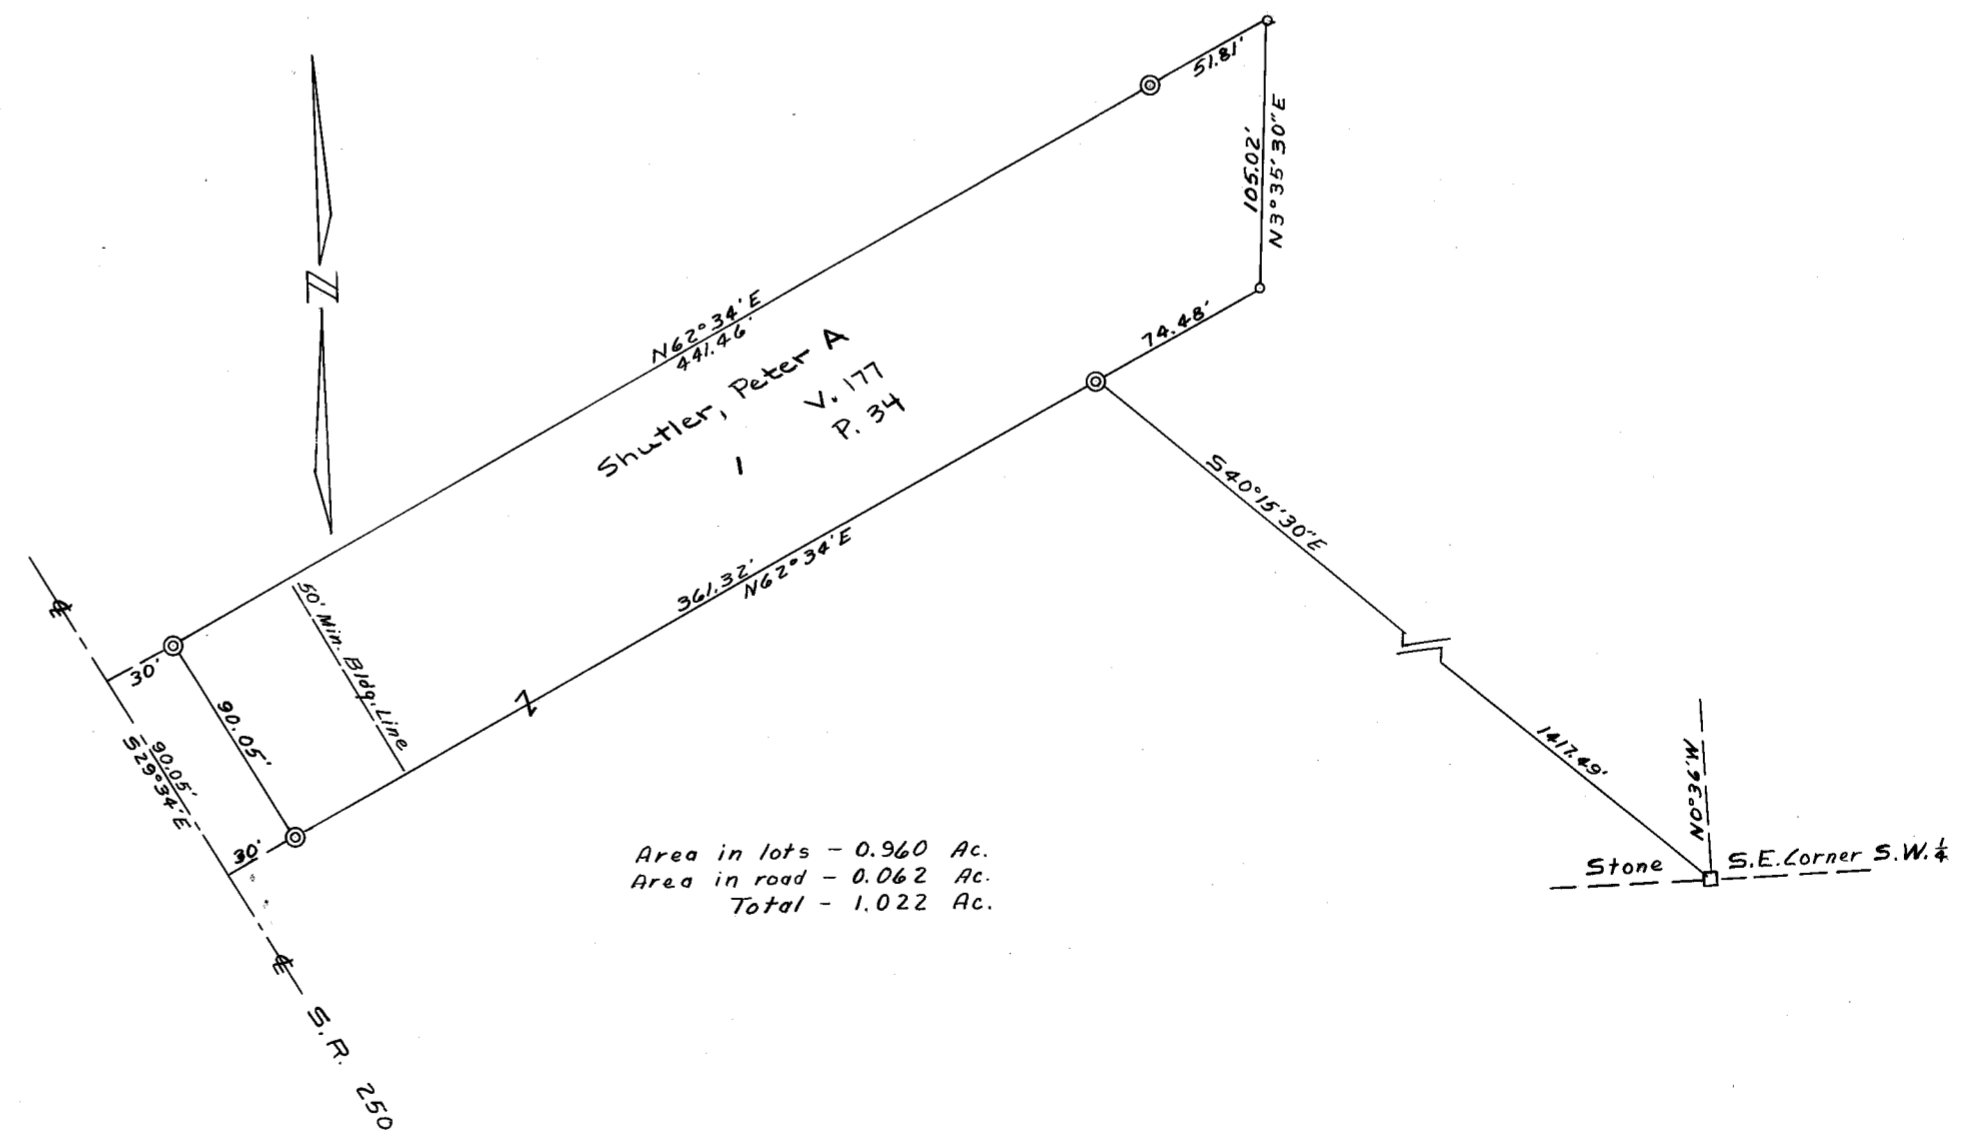 51.81'
105.02'
N3°35'30"E
N
74.48'
N62°34'E
441.46'
Shutler, Peter A
V. 177
P. 34
1
S40°15'30"E
361.32'
N62°34'E
50' Min. Bldg. Line
30'
90.05'
90.05'
S29°34'E
30'
1417.49'
N0°36'W
Stone
S.E. Corner S.W. ¼
Area in lots - 0.960 Ac.
Area in road - 0.062 Ac.
Total - 1.022 Ac.
S.R. 250